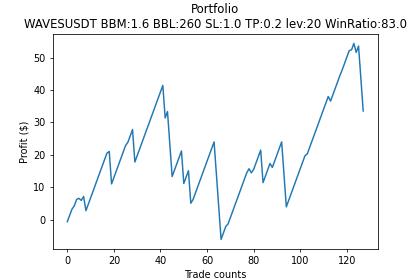 Portfolio
WAVESUSDT BBM:1.6 BBL:260 SL:1.0 TP:0.2 lev:20 WinRatio:83.0
Profit ($)
50
40
30
20
10
0
0 20 40 60 80 100 120
Trade counts